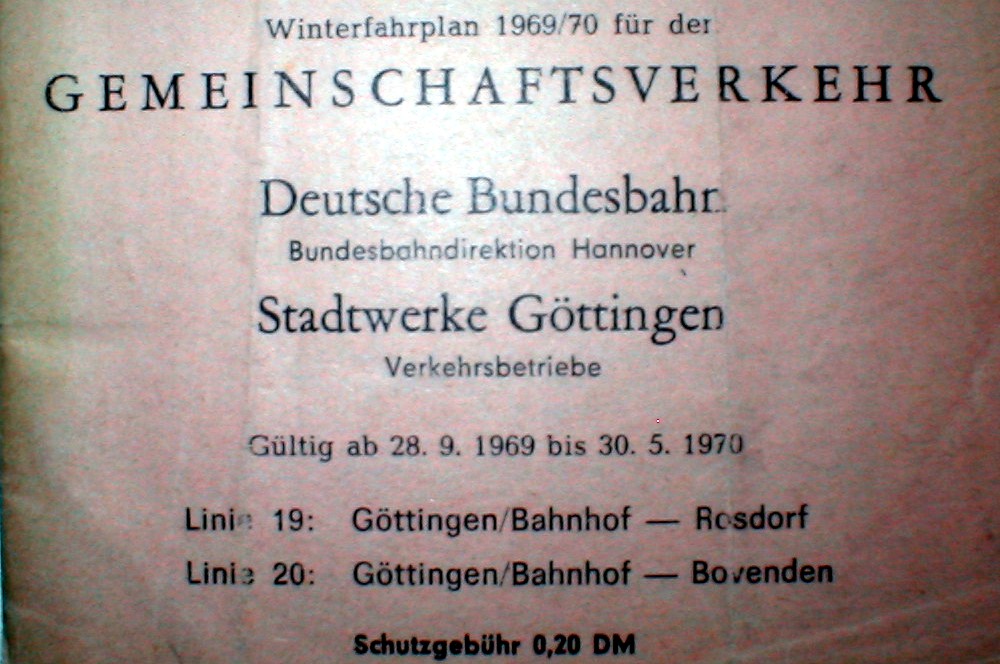 Winterfahrplan 1969/70 für den
GEMEINSCHAFTSVERKEHR
Deutsche Bundesbahn
Bundesbahndirektion Hannover
Stadtwerke Göttingen
Verkehrsbetriebe
Gültig ab 28. 9. 1969 bis 30. 5. 1970
Linie 19: Göttingen/Bahnhof — Rosdorf
Linie 20: Göttingen/Bahnhof — Bovenden
Schutzgebühr 0,20 DM